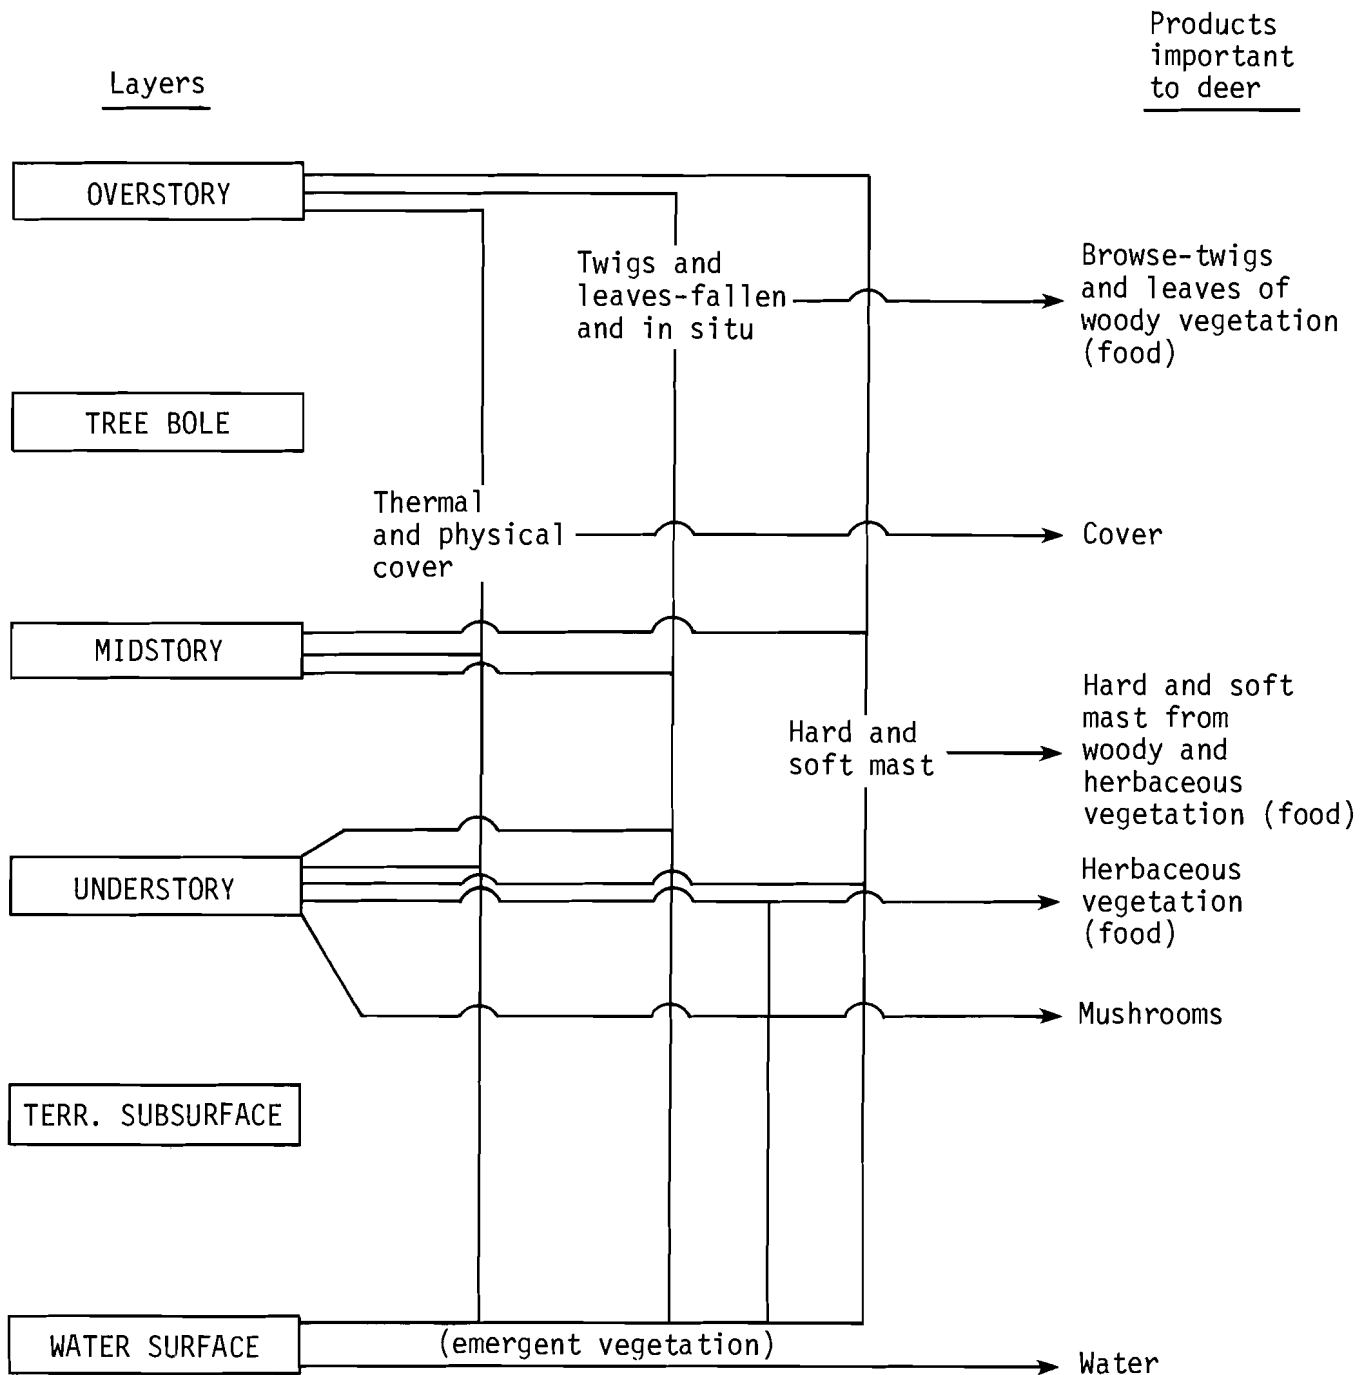 Products
important
to deer
Layers
OVERSTORY
Twigs and
leaves-fallen
and in situ
Browse-twigs
and leaves of
woody vegetation
(food)
TREE BOLE
Thermal
and physical
cover
Cover
MIDSTORY
Hard and
soft mast
Hard and soft
mast from
woody and
herbaceous
vegetation (food)
UNDERSTORY
Herbaceous
vegetation
(food)
Mushrooms
TERR. SUBSURFACE
WATER SURFACE
(emergent vegetation)
Water